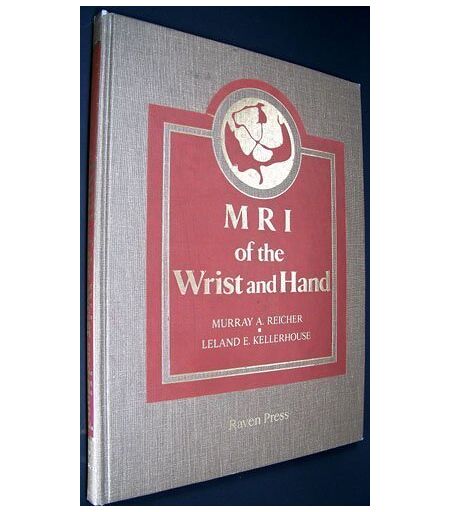 MRI
of the
Wrist and Hand
MURRAY A. REICHER
LELAND E. KELLERHOUSE
Raven Press